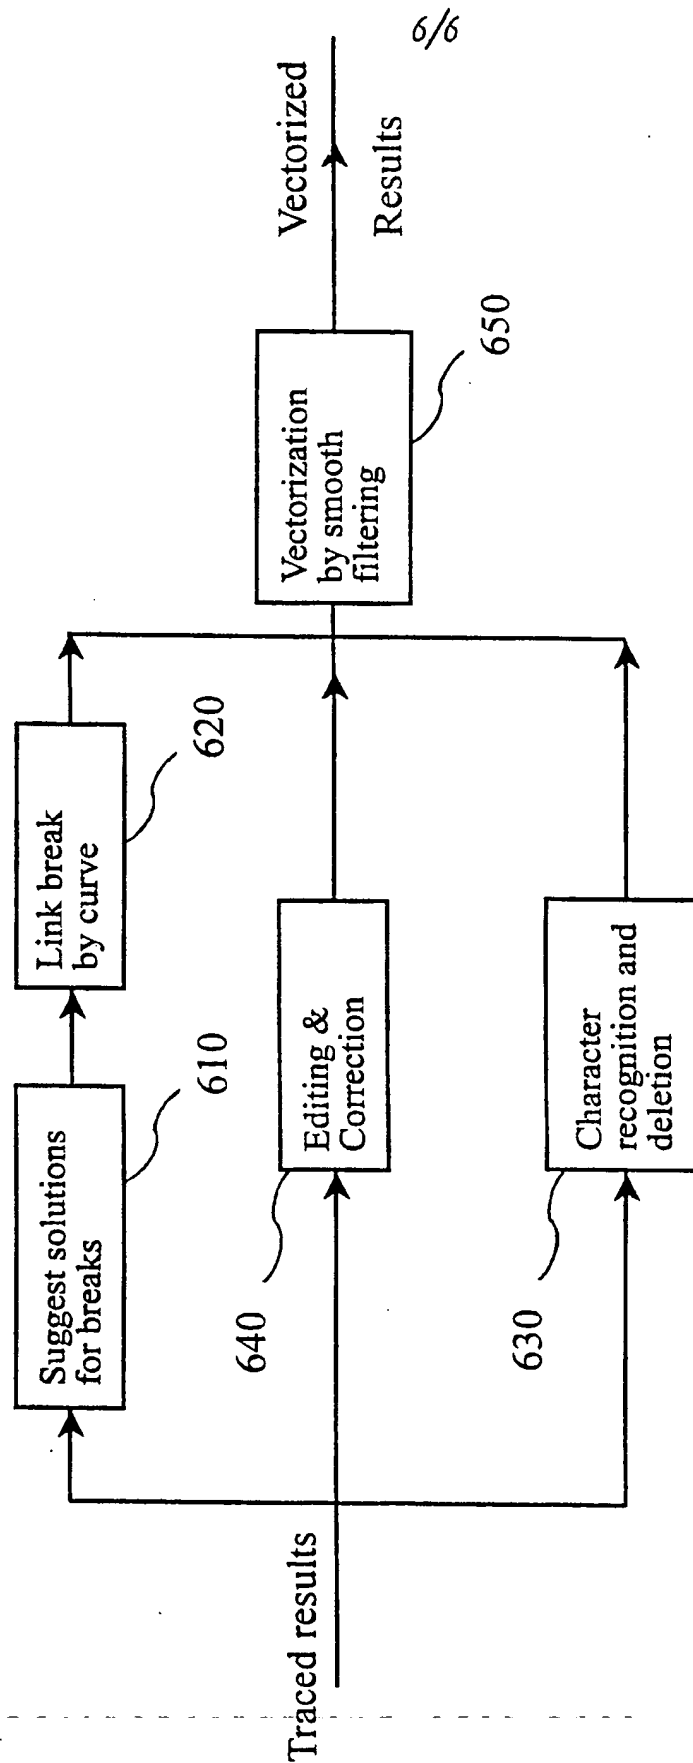 6/6
Traced results
Suggest solutions
for breaks
610
Link break
by curve
620
Editing &
Correction
640
Character
recognition and
deletion
630
Vectorization
by smooth
filtering
650
Vectorized
Results